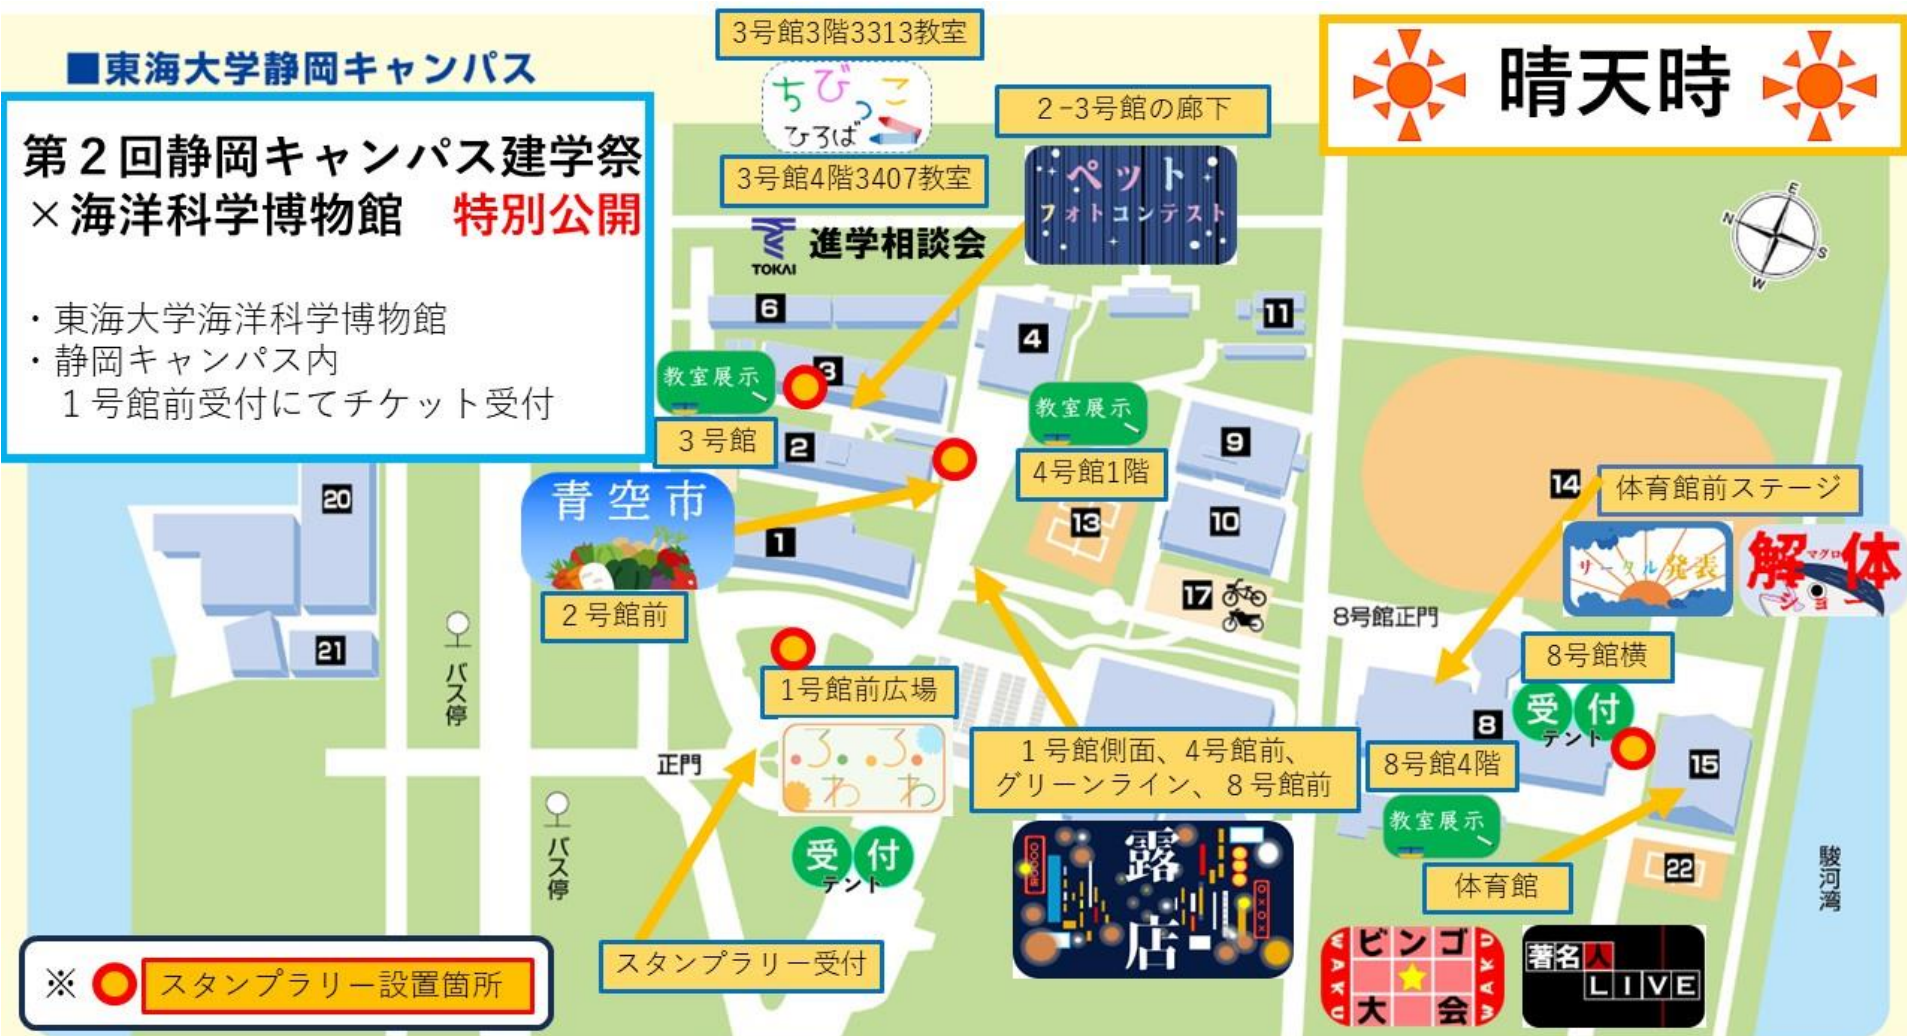 ■東海大学静岡キャンパス
第２回静岡キャンパス建学祭
×海洋科学博物館　特別公開
・東海大学海洋科学博物館
・静岡キャンパス内
１号館前受付にてチケット受付
3号館3階3313教室
ちびっこ
ひろば
3号館4階3407教室
TOKAI
進学相談会
２-3号館の廊下
ペット
フォトコンテスト
晴天時
N
E
S
W
6
4
11
3
教室展示
３号館
2
教室展示
4号館1階
9
14
体育館前ステージ
サークル発表
マグロ
解体
ショー
20
青空市
２号館前
1
13
10
17
8号館正門
21
バス停
1号館前広場
ふわふわ
受付
テント
正門
バス停
１号館側面、4号館前、
グリーンライン、８号館前
露店
8号館横
受付
テント
8
15
8号館4階
教室展示
体育館
22
駿河湾
スタンプラリー受付
WAKU
ビンゴ
大会
WAKU
著名人
LIVE
※
スタンプラリー設置箇所